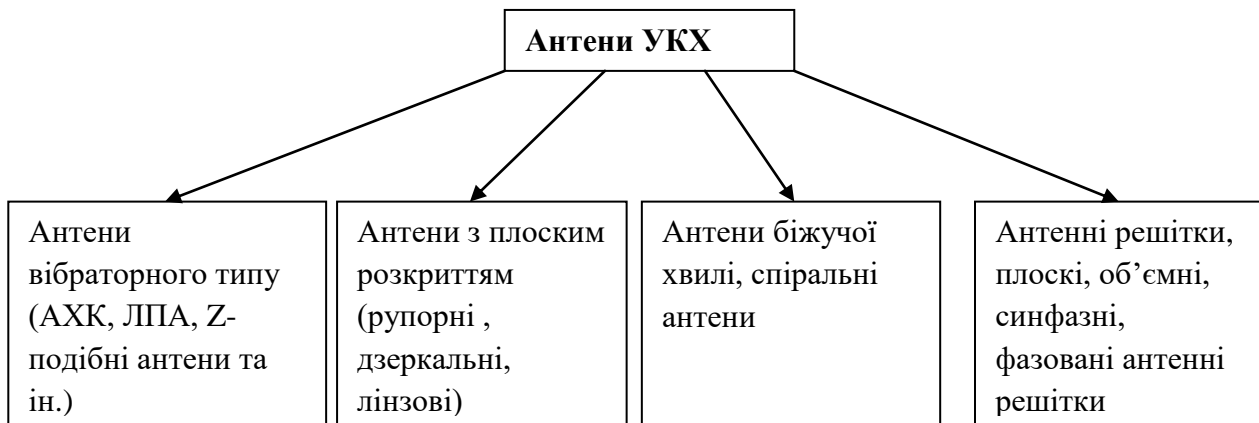 Антени УКХ
Антени
вібраторного типу
(АХК, ЛПА, Z-
подібні антени та
ін.)
Антени з плоским
розкриттям
(рупорні ,
дзеркальні,
лінзові)
Антени біжучої
хвилі, спіральні
антени
Антенні решітки,
плоскі, об’ємні,
синфазні,
фазовані антенні
решітки